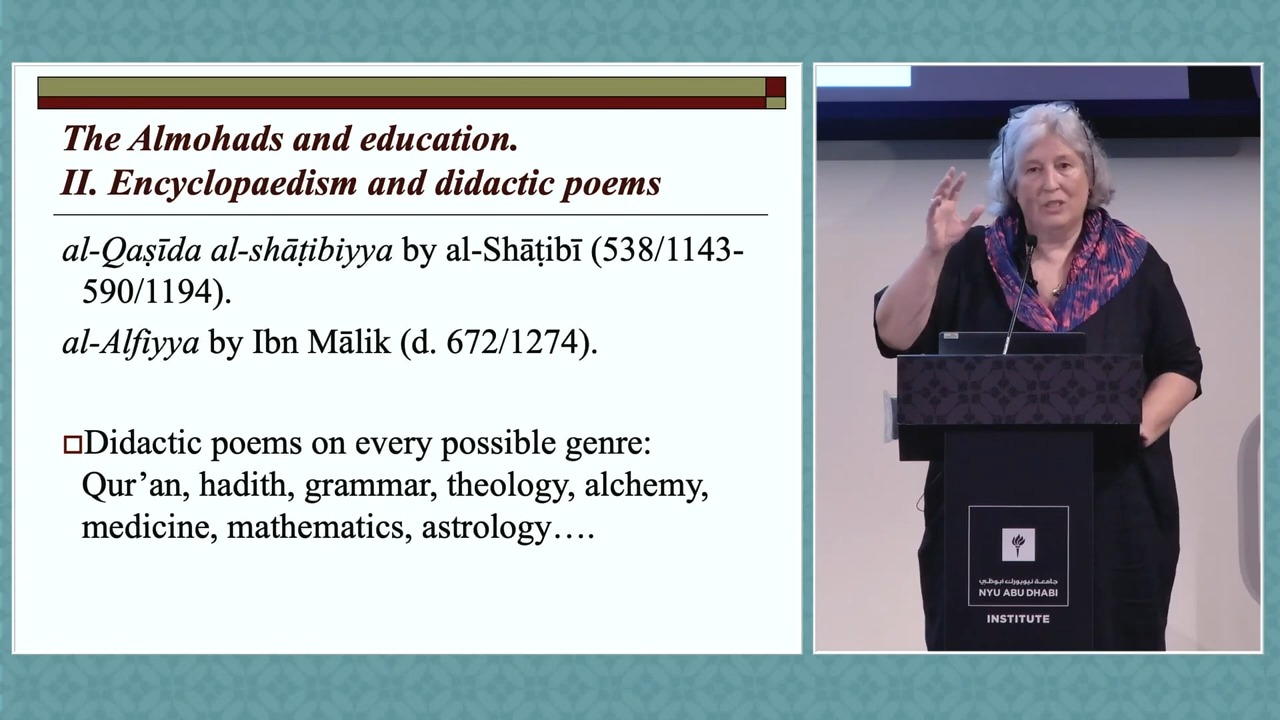 The Almohads and education.
II. Encyclopaedism and didactic poems
al-Qaṣīda al-shāṭibiyya by al-Shāṭibī (538/1143-
590/1194).
al-Alfiyya by Ibn Mālik (d. 672/1274).
Didactic poems on every possible genre:
Qur’an, hadith, grammar, theology, alchemy,
medicine, mathematics, astrology….
جامعة نيويورك أبوظبي
NYU ABU DHABI
INSTITUTE